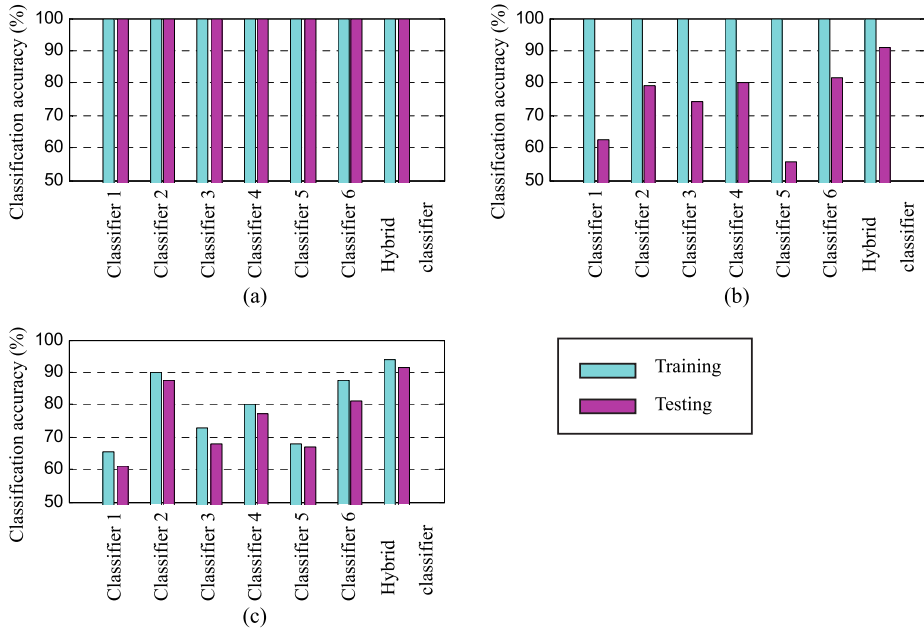 Classification accuracy (%)
100
90
80
70
60
50
Classifier 1
Classifier 2
Classifier 3
Classifier 4
Classifier 5
Classifier 6
Hybrid
classifier
(a)
Classification accuracy (%)
100
90
80
70
60
50
Classifier 1
Classifier 2
Classifier 3
Classifier 4
Classifier 5
Classifier 6
Hybrid
classifier
(b)
Classification accuracy (%)
100
90
80
70
60
50
Classifier 1
Classifier 2
Classifier 3
Classifier 4
Classifier 5
Classifier 6
Hybrid
classifier
(c)
Training
Testing